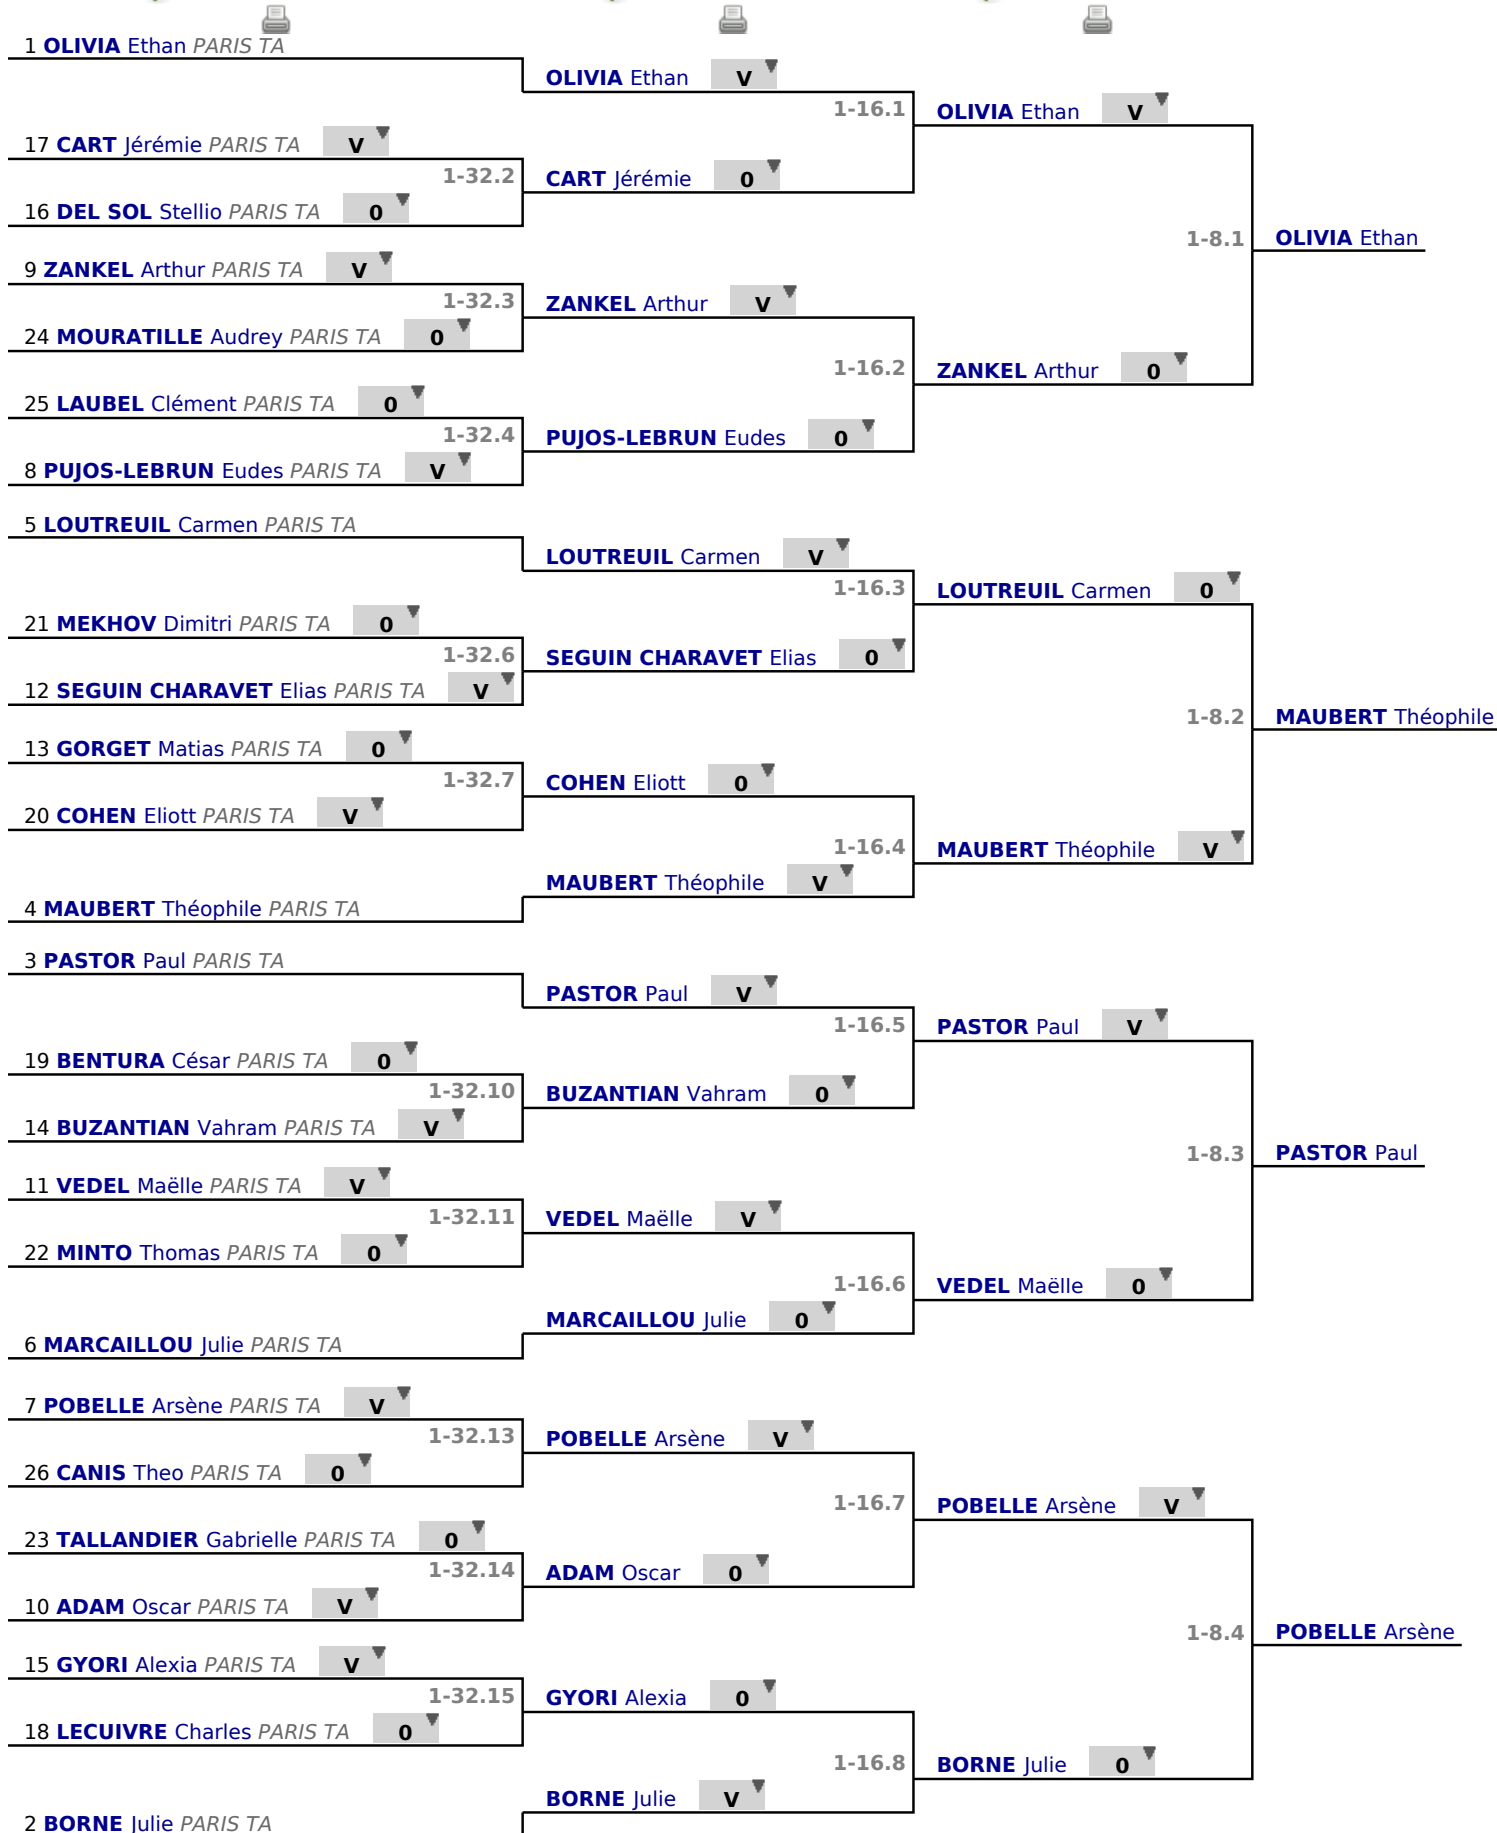 1 OLIVIA Ethan PARIS TA
OLIVIA Ethan V
1-16.1
OLIVIA Ethan V
17 CART Jérémie PARIS TA V
1-32.2
CART Jérémie 0
16 DEL SOL Stellio PARIS TA 0
1-8.1
OLIVIA Ethan
9 ZANKEL Arthur PARIS TA V
1-32.3
ZANKEL Arthur V
24 MOURATILLE Audrey PARIS TA 0
1-16.2
ZANKEL Arthur 0
25 LAUBEL Clément PARIS TA 0
1-32.4
PUJOS-LEBRUN Eudes 0
8 PUJOS-LEBRUN Eudes PARIS TA V
5 LOUTREUIL Carmen PARIS TA
LOUTREUIL Carmen V
1-16.3
LOUTREUIL Carmen 0
21 MEKHOV Dimitri PARIS TA 0
1-32.6
SEGUIN CHARAVET Elias 0
12 SEGUIN CHARAVET Elias PARIS TA V
1-8.2
MAUBERT Théophile
13 GORGET Matias PARIS TA 0
1-32.7
COHEN Eliott 0
20 COHEN Eliott PARIS TA V
1-16.4
MAUBERT Théophile V
MAUBERT Théophile V
4 MAUBERT Théophile PARIS TA
3 PASTOR Paul PARIS TA
PASTOR Paul V
1-16.5
PASTOR Paul V
19 BENTURA César PARIS TA 0
1-32.10
BUZANTIAN Vahram 0
14 BUZANTIAN Vahram PARIS TA V
1-8.3
PASTOR Paul
11 VEDEL Maëlle PARIS TA V
1-32.11
VEDEL Maëlle V
22 MINTO Thomas PARIS TA 0
1-16.6
VEDEL Maëlle 0
MARCAILLOU Julie 0
6 MARCAILLOU Julie PARIS TA
7 POBELLE Arsène PARIS TA V
1-32.13
POBELLE Arsène V
26 CANIS Theo PARIS TA 0
1-16.7
POBELLE Arsène V
23 TALLANDIER Gabrielle PARIS TA 0
1-32.14
ADAM Oscar 0
10 ADAM Oscar PARIS TA V
1-8.4
POBELLE Arsène
15 GYORI Alexia PARIS TA V
1-32.15
GYORI Alexia 0
18 LECUIVRE Charles PARIS TA 0
1-16.8
BORNE Julie 0
BORNE Julie V
2 BORNE Julie PARIS TA